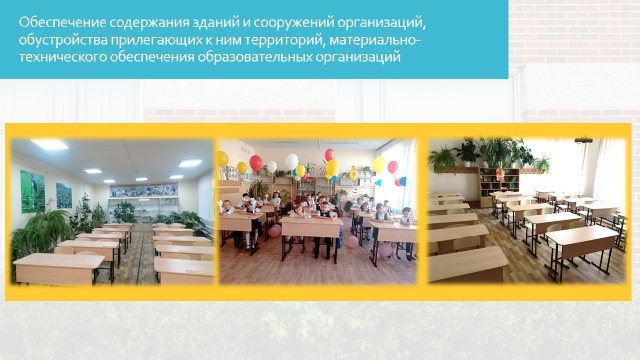 Обеспечение содержания зданий и сооружений организаций,
обустройства прилегающих к ним территорий, материально-
технического обеспечения образовательных организаций